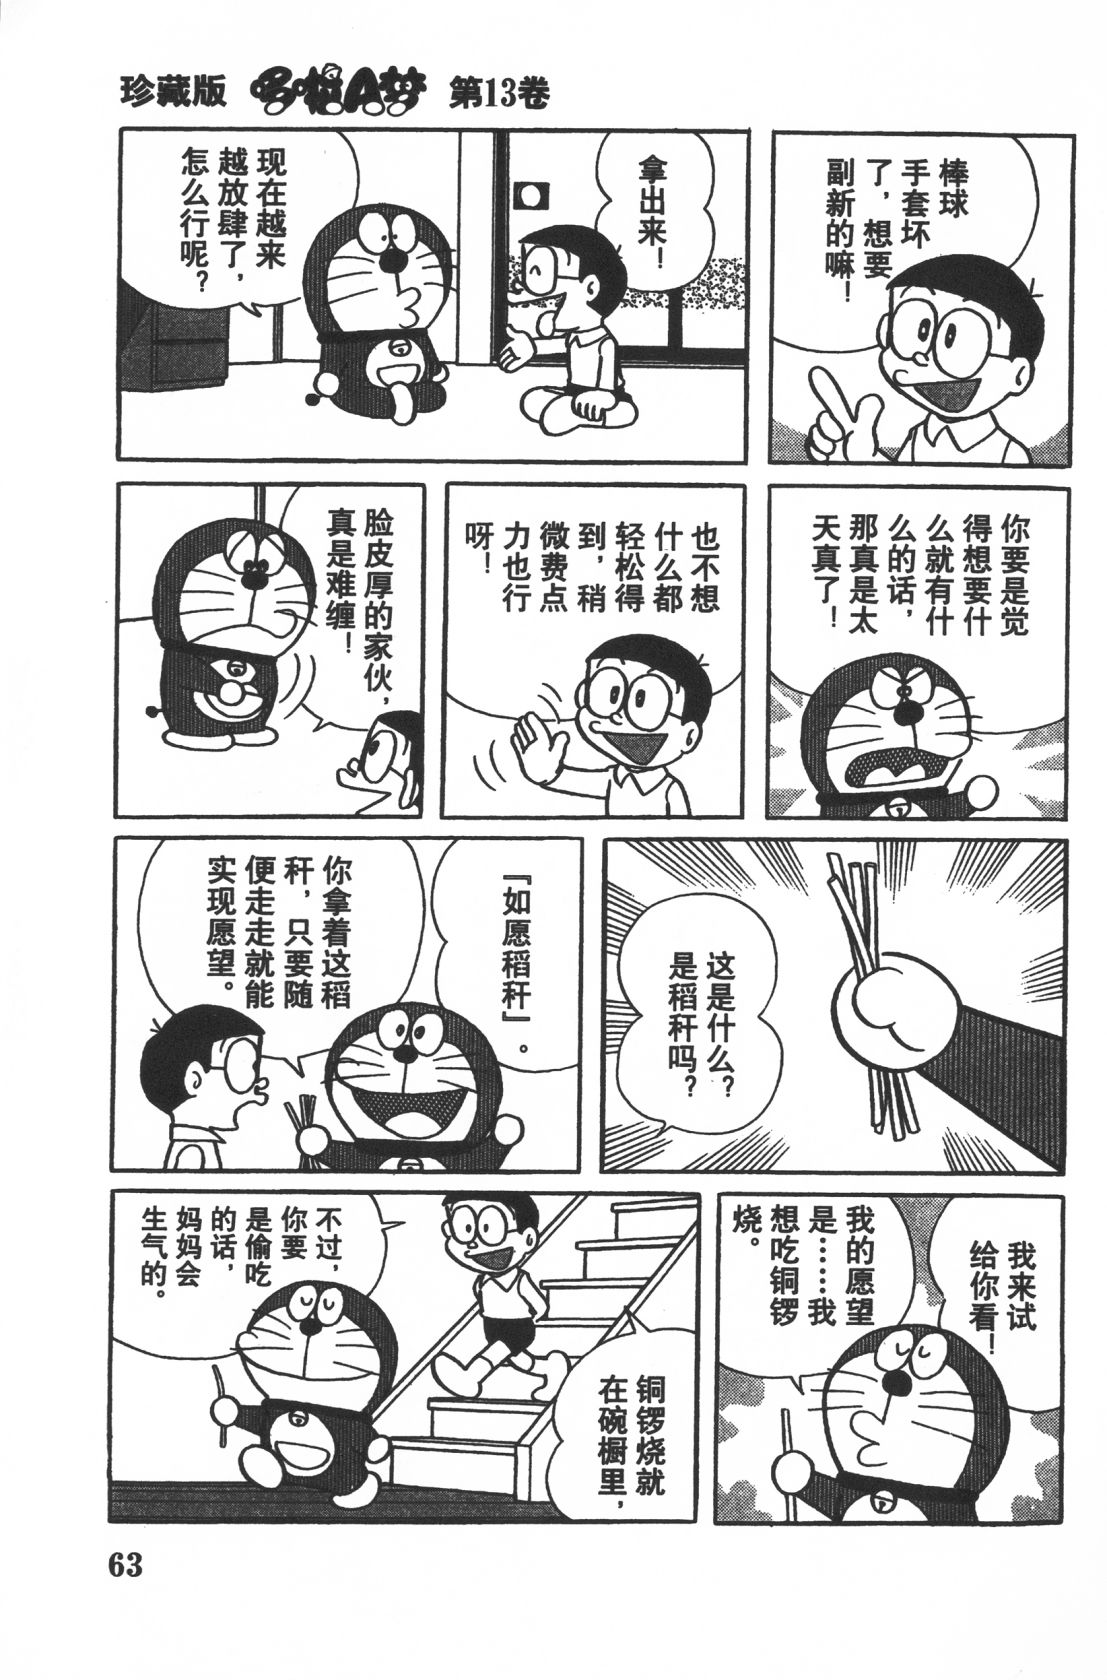 珍藏版 哆啦A梦 第13卷
棒球
手套坏
了，想要
副新的嘛！
拿出来！
现在越来
越放肆了，
怎么行呢？
你要是觉
得想要什
么就有什
么的话，
那真是太
天真了！
也不想
什么都
轻松得
到，稍
微费点
力也行
呀！
脸皮厚的家伙，
真是难缠！
这是什么？
是稻秆吗？
『如愿稻秆』。
你拿着这稻
秆，只要随
便走走就能
实现愿望。
我来试
给你看！
我的愿望
是……我
想吃铜锣
烧。
铜锣烧就
在碗橱里，
不过，
你要
是偷吃
的话，
妈妈会
生气的。
63